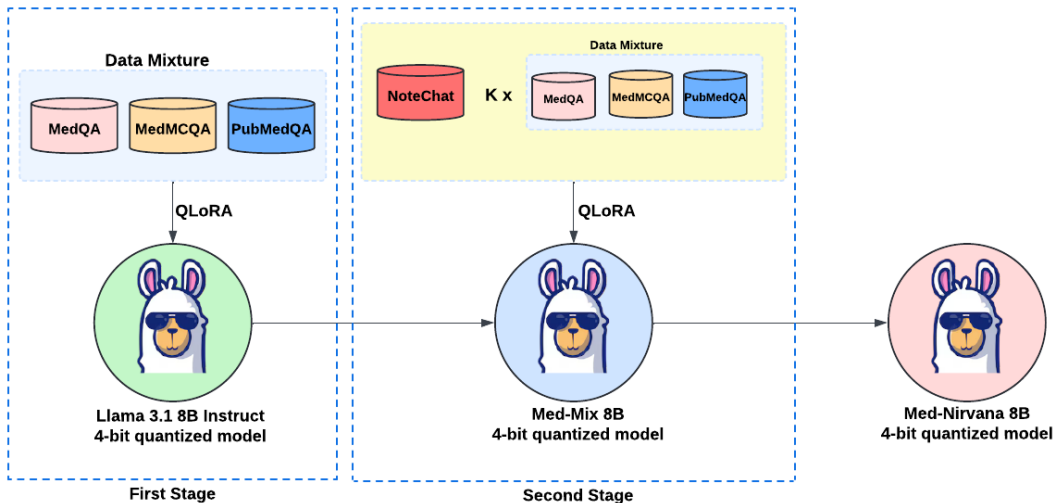 Data Mixture
MedQA
MedMCQA
PubMedQA
QLoRA
Llama 3.1 8B Instruct
4-bit quantized model
First Stage
Data Mixture
NoteChat
K x
MedQA
MedMCQA
PubMedQA
QLoRA
Med-Mix 8B
4-bit quantized model
Second Stage
Med-Nirvana 8B
4-bit quantized model